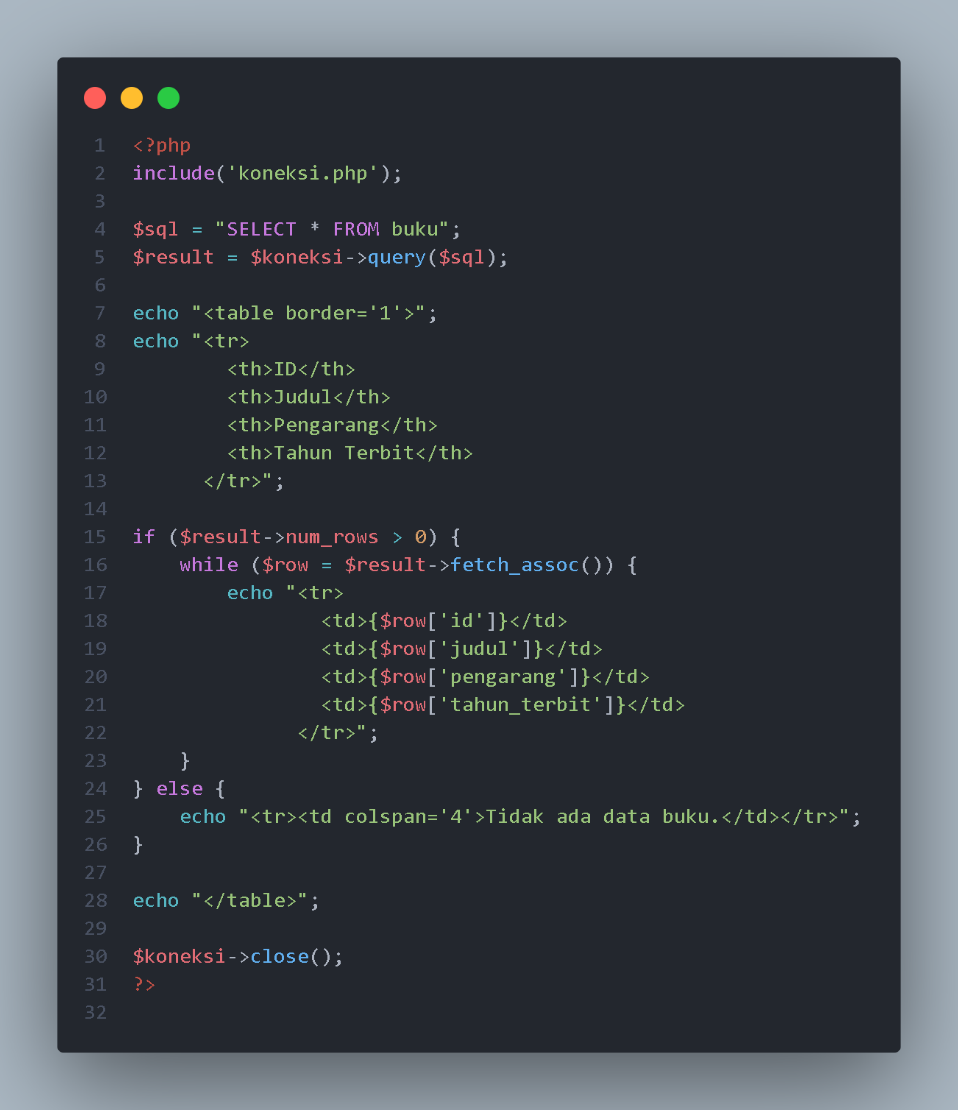 1 <?php
2 include('koneksi.php');
3
4 $sql = "SELECT * FROM buku";
5 $result = $koneksi->query($sql);
6
7 echo "<table border='1'>";
8 echo "<tr>
9         <th>ID</th>
10         <th>Judul</th>
11         <th>Pengarang</th>
12         <th>Tahun Terbit</th>
13       </tr>";
14
15 if ($result->num_rows > 0) {
16     while ($row = $result->fetch_assoc()) {
17         echo "<tr>
18                 <td>{$row['id']}</td>
19                 <td>{$row['judul']}</td>
20                 <td>{$row['pengarang']}</td>
21                 <td>{$row['tahun_terbit']}</td>
22               </tr>";
23     }
24 } else {
25     echo "<tr><td colspan='4'>Tidak ada data buku.</td></tr>";
26 }
27
28 echo "</table>";
29
30 $koneksi->close();
31 ?>
32